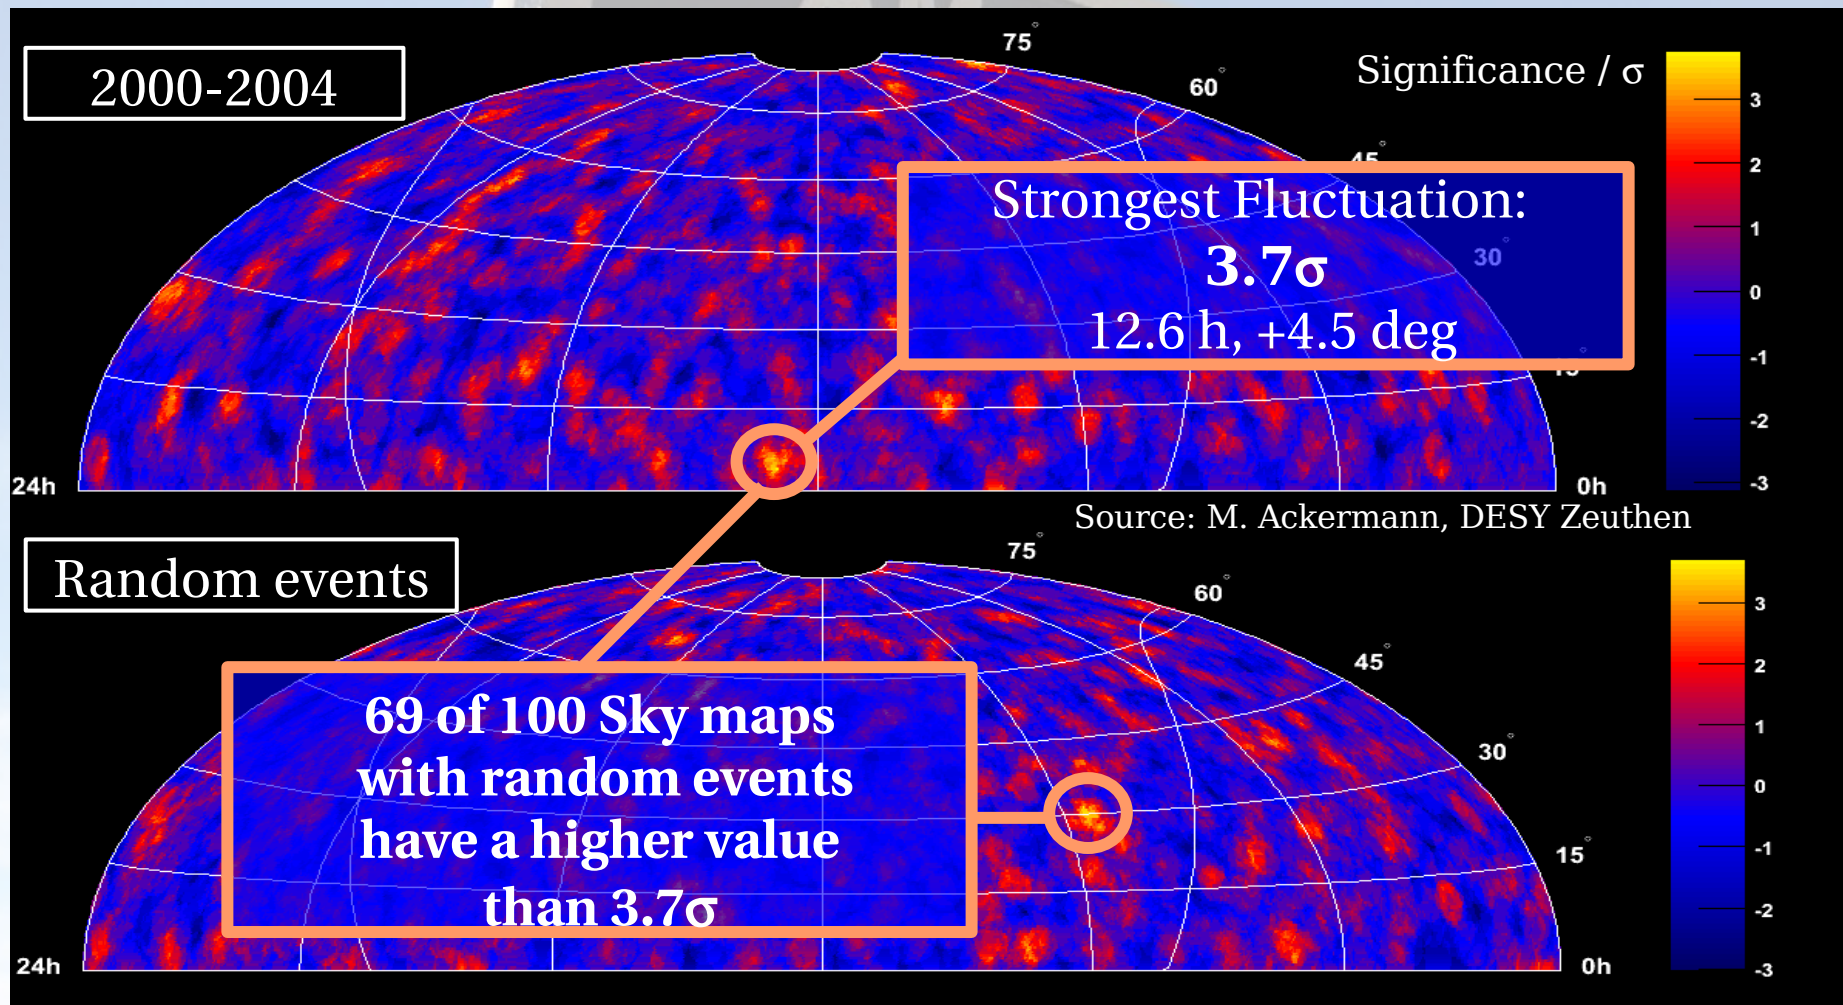 2000-2004
75°
60°
45°
Significance / σ
3
2
1
0
-1
-2
-3
Strongest Fluctuation:
3.7σ
12.6 h, +4.5 deg
30°
15°
24h
0h
Source: M. Ackermann, DESY Zeuthen
Random events
75°
60°
45°
30°
15°
3
2
1
0
-1
-2
-3
69 of 100 Sky maps
with random events
have a higher value
than 3.7σ
24h
0h